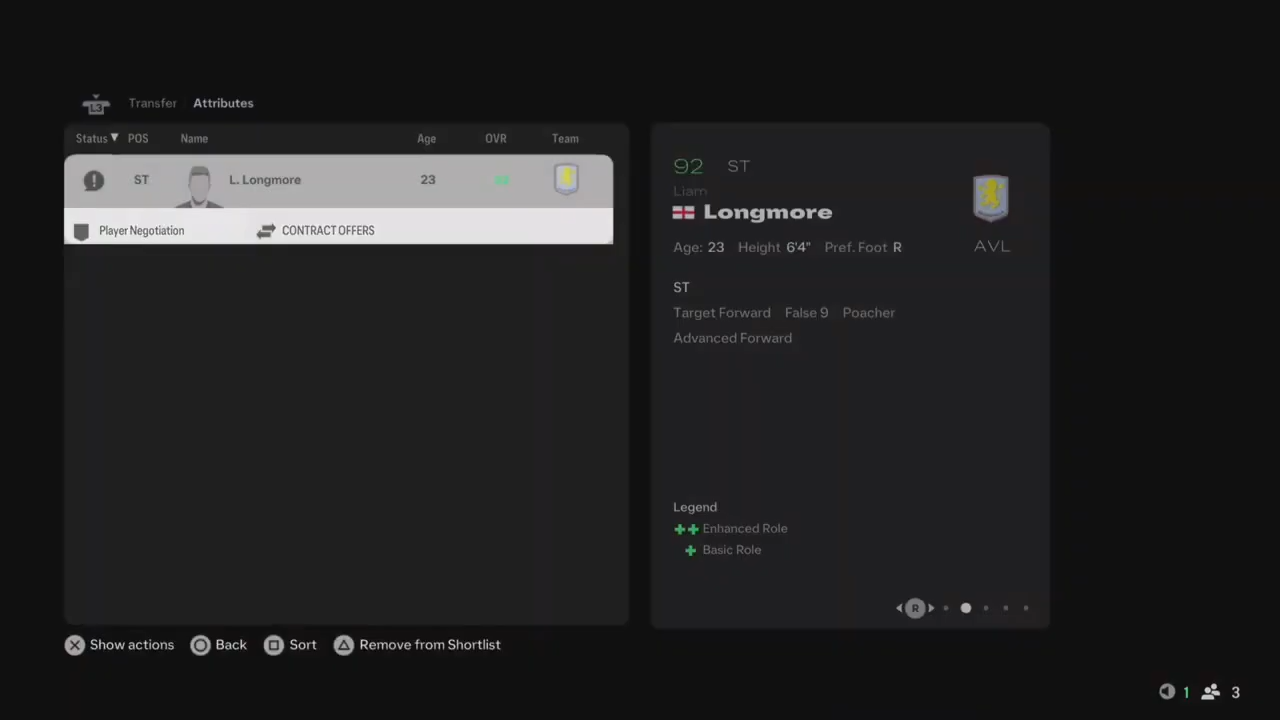 L3 Transfer Attributes
Status POS Name Age OVR Team
ST L. Longmore 23
Player Negotiation CONTRACT OFFERS
92 ST
Liam
Longmore
AVL
Age: 23 Height 6'4" Pref. Foot R
ST
Target Forward False 9 Poacher
Advanced Forward
Legend
Enhanced Role
Basic Role
R
Show actions Back Sort Remove from Shortlist
1 3